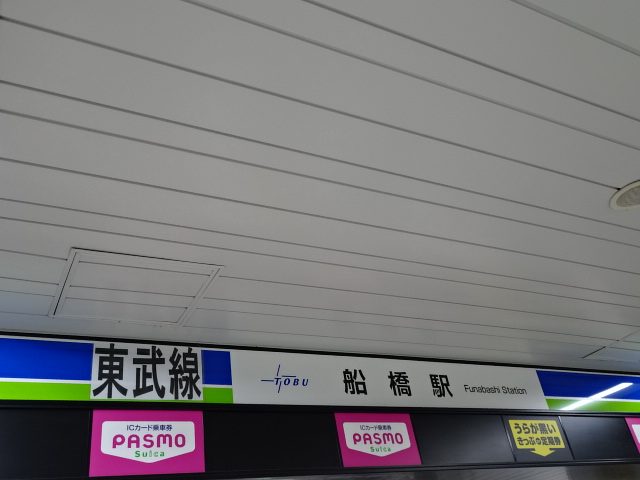 東武線
TOBU 船橋駅 Funabashi Station
ICカード乗車券
PASMO
Suica
ICカード乗車券
PASMO
Suica
うらが黒い
きっぷの定期券